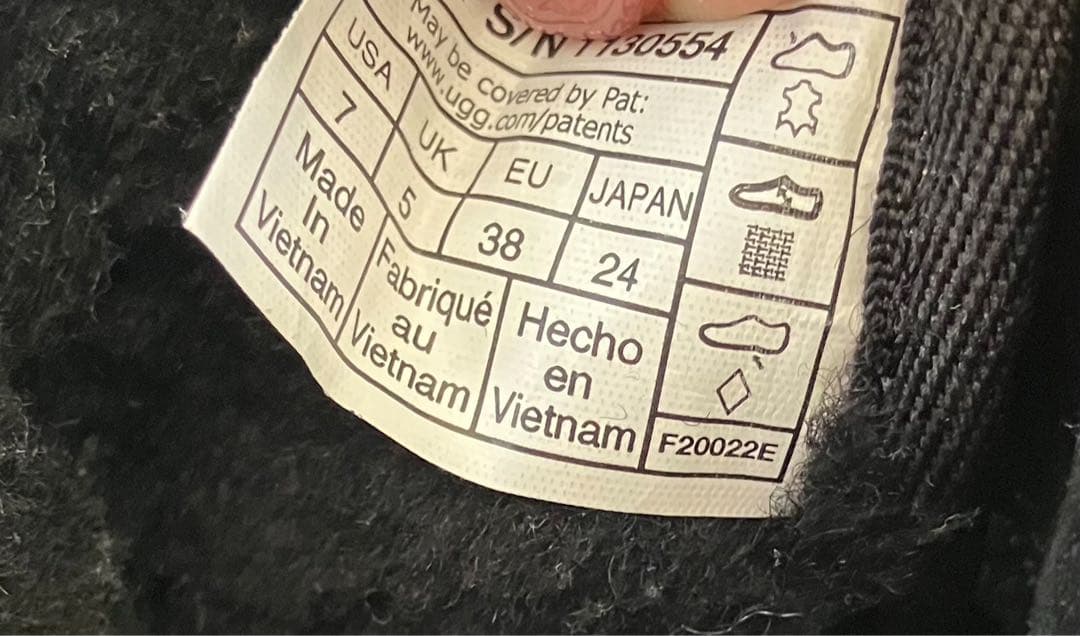 S/N 1130554
May be covered by Pat:
www.ugg.com/patents
USA UK EU JAPAN
7 5 38 24
Made
In
Vietnam
Fabriqué
au
Vietnam
Hecho
en
Vietnam
F20022E